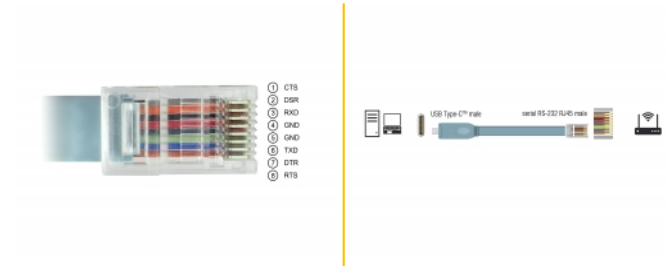 1 CTS
2 DSR
3 RXD
4 GND
5 GND
6 TXD
7 DTR
8 RTS
USB Type-C™ male
serial RS-232 RJ45 male